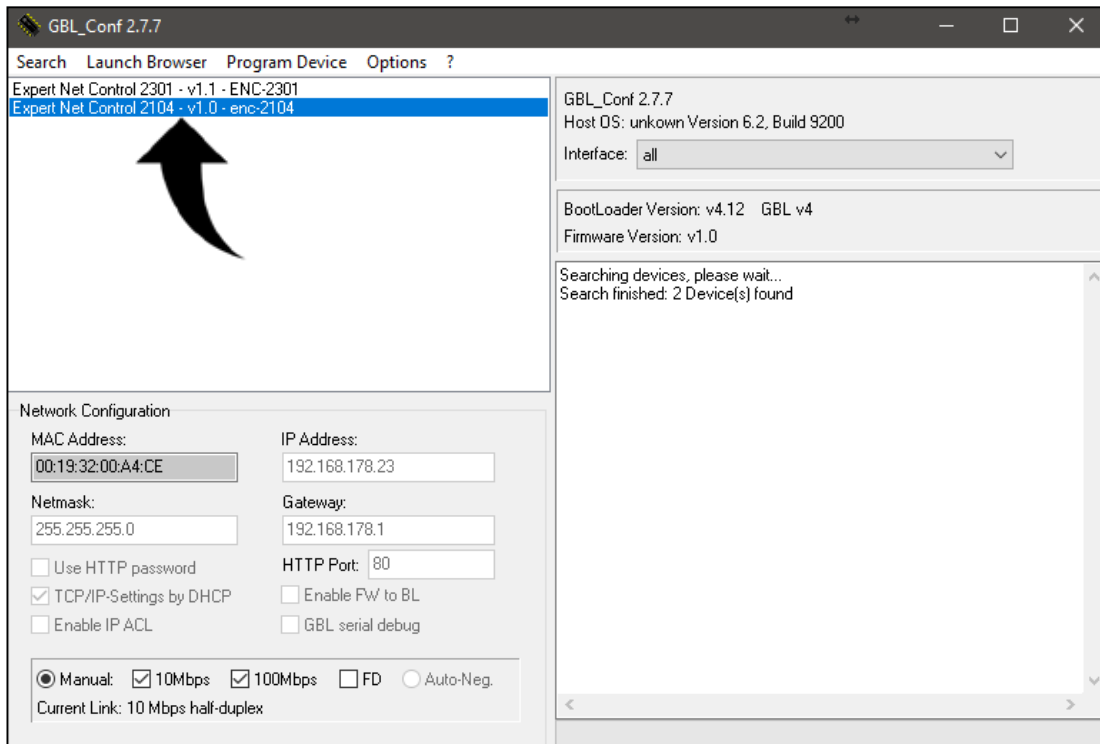 GBL_Conf 2.7.7
Search Launch Browser Program Device Options ?
Expert Net Control 2301 - v1.1 - ENC-2301
Expert Net Control 2104 - v1.0 - enc-2104
GBL_Conf 2.7.7
Host OS: unkown Version 6.2, Build 9200
Interface: all
BootLoader Version: v4.12 GBL v4
Firmware Version: v1.0
Searching devices, please wait...
Search finished: 2 Device(s) found
Network Configuration
MAC Address: IP Address:
00:19:32:00:A4:CE 192.168.178.23
Netmask: Gateway:
255.255.255.0 192.168.178.1
Use HTTP password HTTP Port: 80
TCP/IP-Settings by DHCP Enable FW to BL
Enable IP ACL GBL serial debug
Manual: 10Mbps 100Mbps FD Auto-Neg.
Current Link: 10 Mbps half-duplex